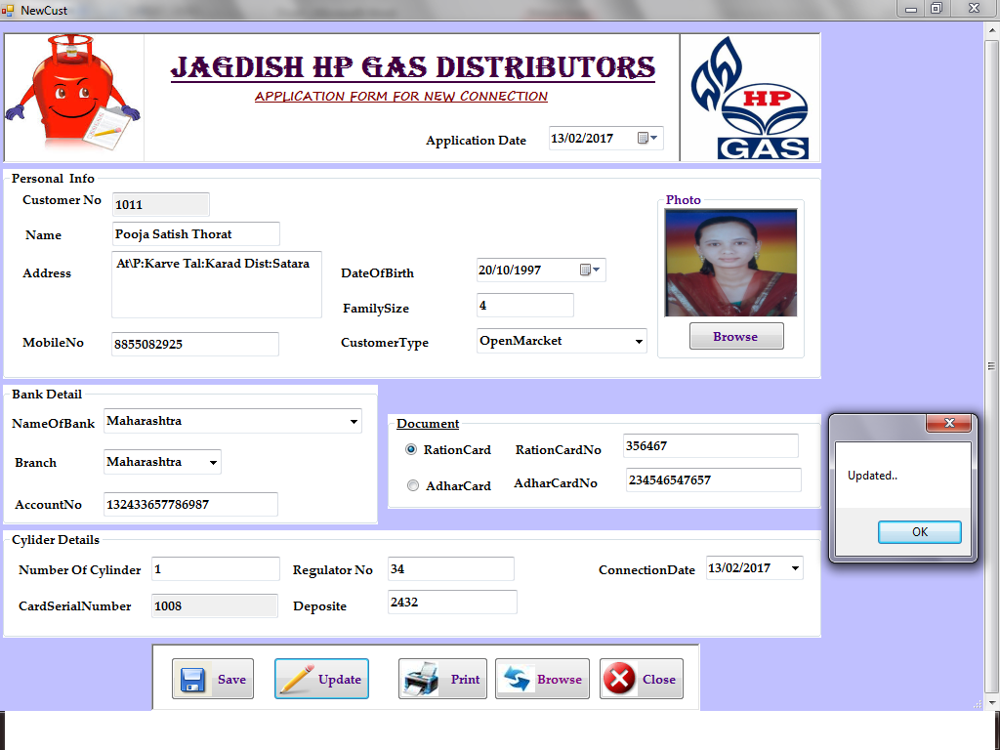 NewCust
JAGDISH HP GAS DISTRIBUTORS
APPLICATION FORM FOR NEW CONNECTION
Application Date 13/02/2017
HP
GAS
Personal Info
Customer No 1011
Photo
Name Pooja Satish Thorat
Address At\P:Karve Tal:Karad Dist:Satara
DateOfBirth 20/10/1997
FamilySize 4
Browse
MobileNo 8855082925
CustomerType OpenMarcket
Bank Detail
NameOfBank Maharashtra
Branch Maharashtra
AccountNo 132433657786987
Document
RationCard RationCardNo 356467
AdharCard AdharCardNo 234546547657
Updated..
OK
Cylider Details
Number Of Cylinder 1 Regulator No 34 ConnectionDate 13/02/2017
CardSerialNumber 1008 Deposite 2432
Save Update Print Browse Close